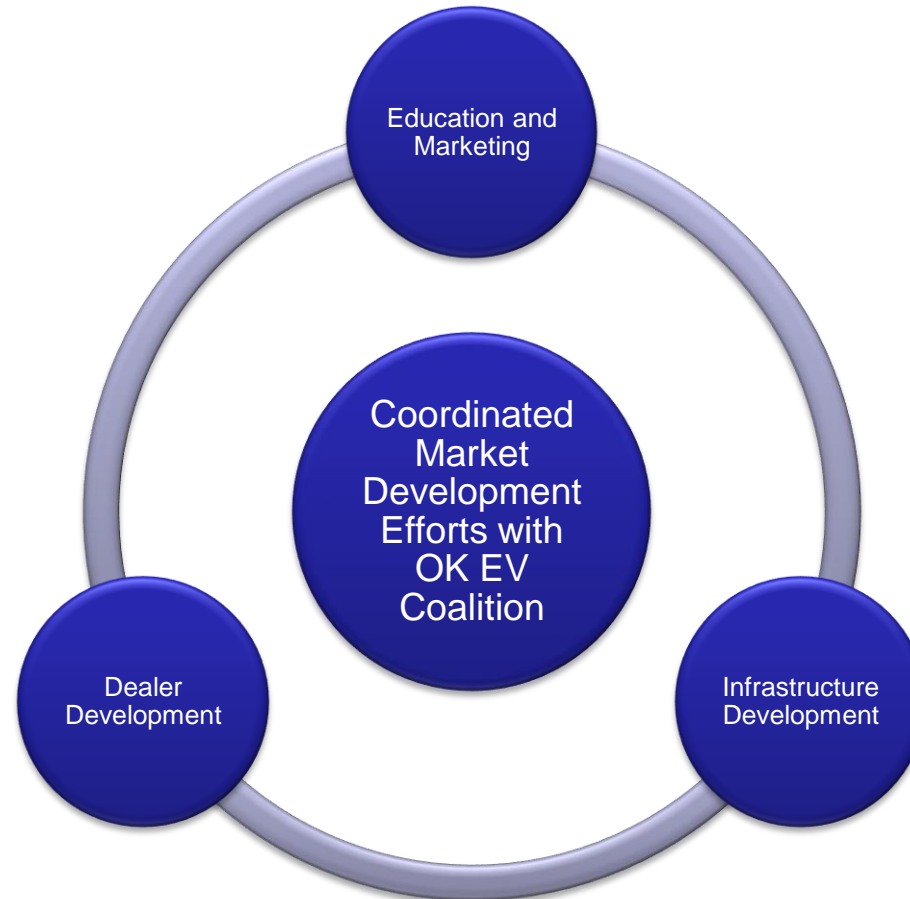 Education and
Marketing
Coordinated
Market
Development
Efforts with
OK EV
Coalition
Dealer
Development
Infrastructure
Development